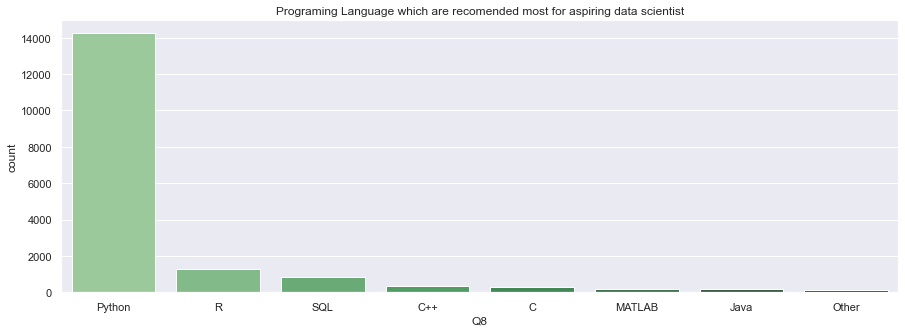 Programing Language which are recomended most for aspiring data scientist
14000
12000
10000
8000
6000
4000
2000
0
count
Python R SQL C++ C MATLAB Java Other
Q8